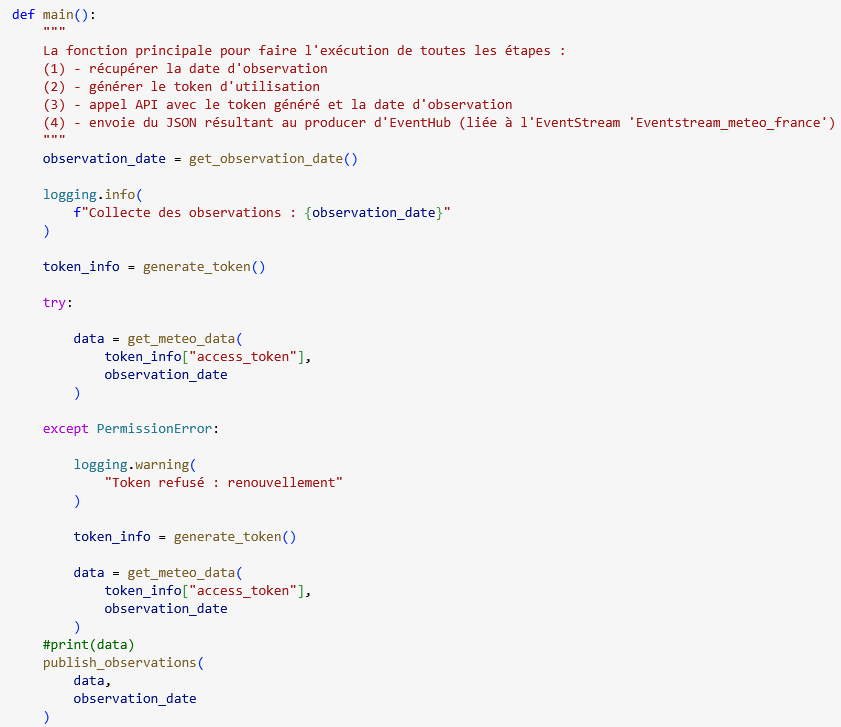 def main():
"""
La fonction principale pour faire l'exécution de toutes les étapes :
(1) - récupérer la date d'observation
(2) - générer le token d'utilisation
(3) - appel API avec le token généré et la date d'observation
(4) - envoie du JSON résultant au producer d'EventHub (liée à l'EventStream 'Eventstream_meteo_france')
"""
observation_date = get_observation_date()
logging.info(
f"Collecte des observations : {observation_date}"
)
token_info = generate_token()
try:
data = get_meteo_data(
token_info["access_token"],
observation_date
)
except PermissionError:
logging.warning(
"Token refusé : renouvellement"
)
token_info = generate_token()
data = get_meteo_data(
token_info["access_token"],
observation_date
)
#print(data)
publish_observations(
data,
observation_date
)